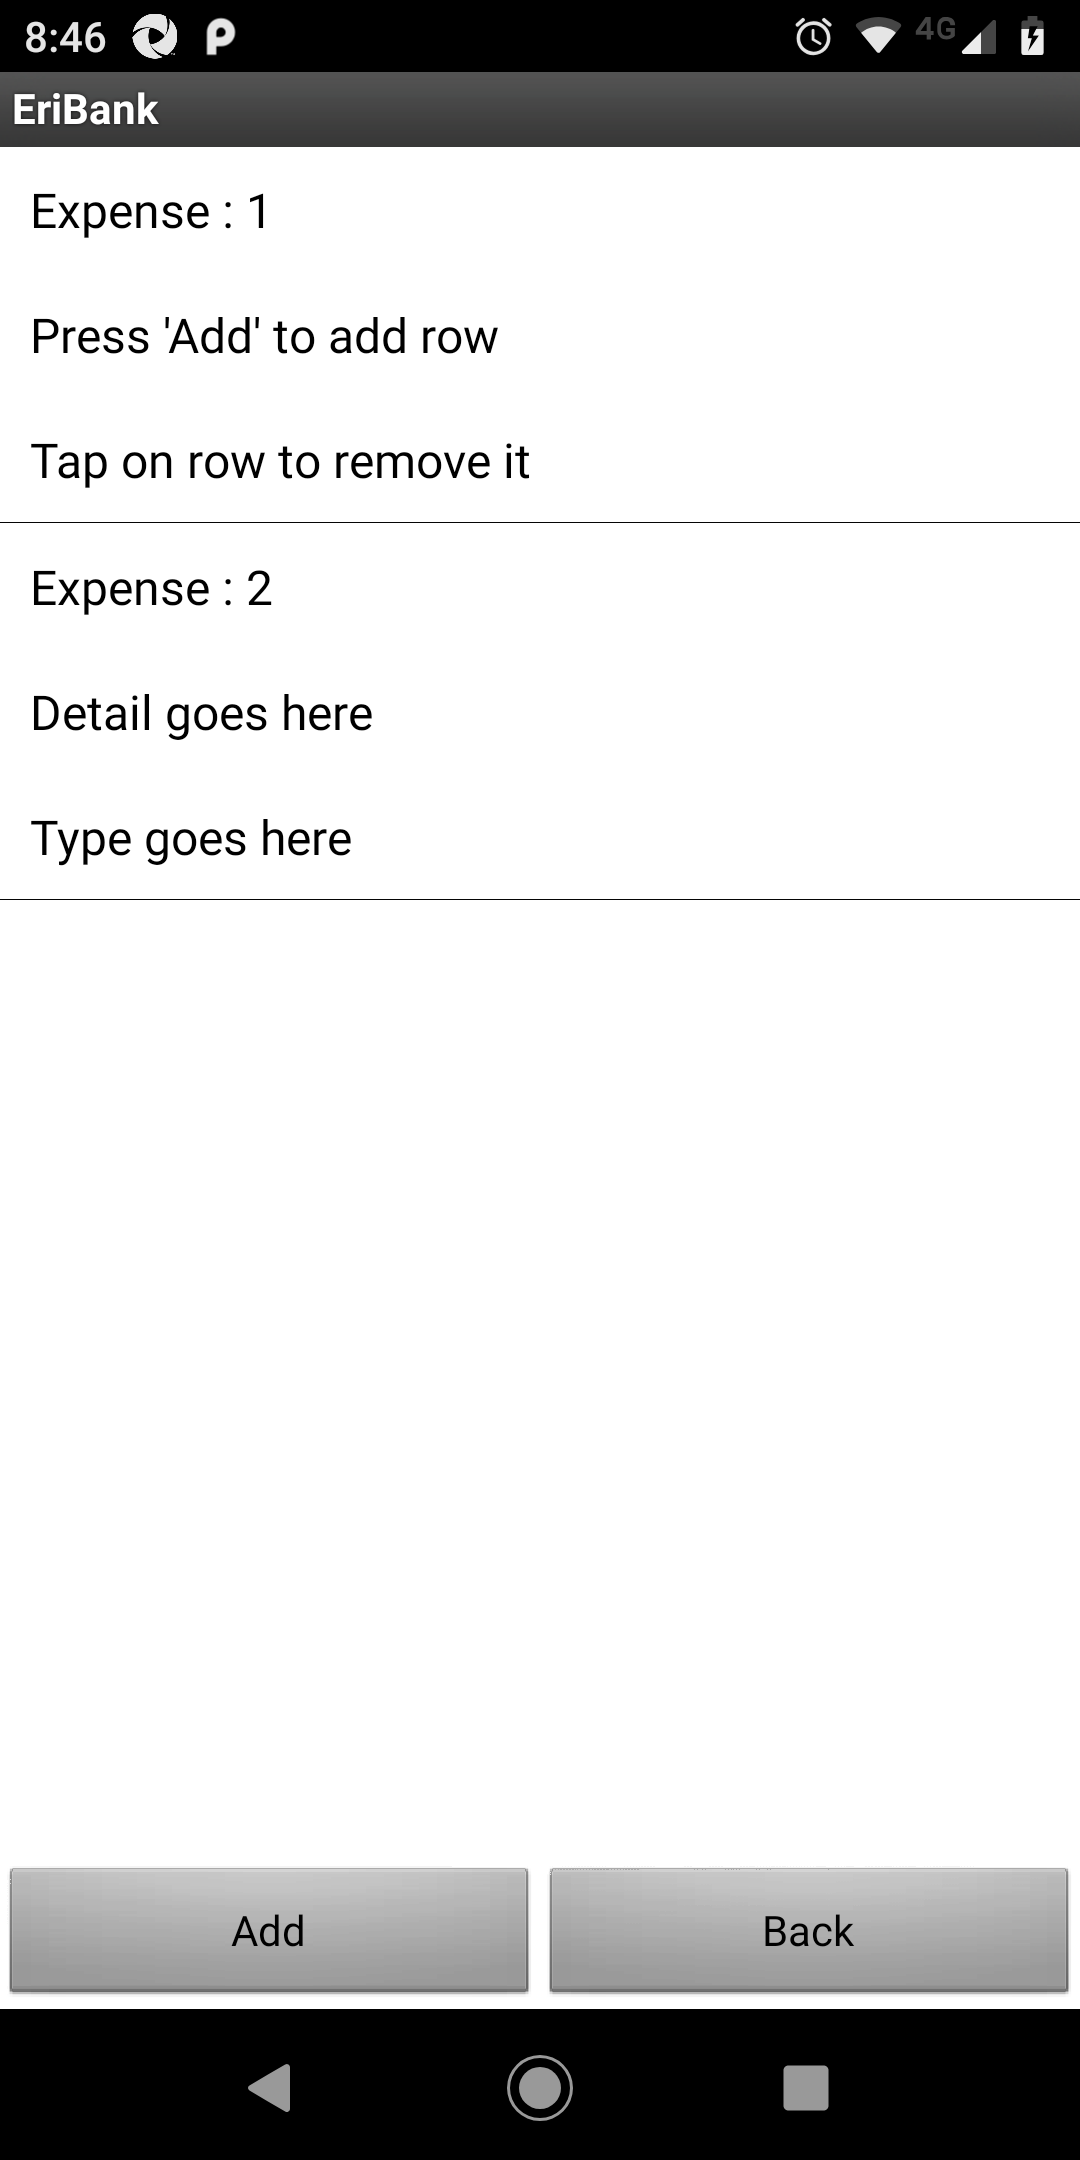 8:46
4G
EriBank
Expense : 1
Press 'Add' to add row
Tap on row to remove it
Expense : 2
Detail goes here
Type goes here
Add
Back